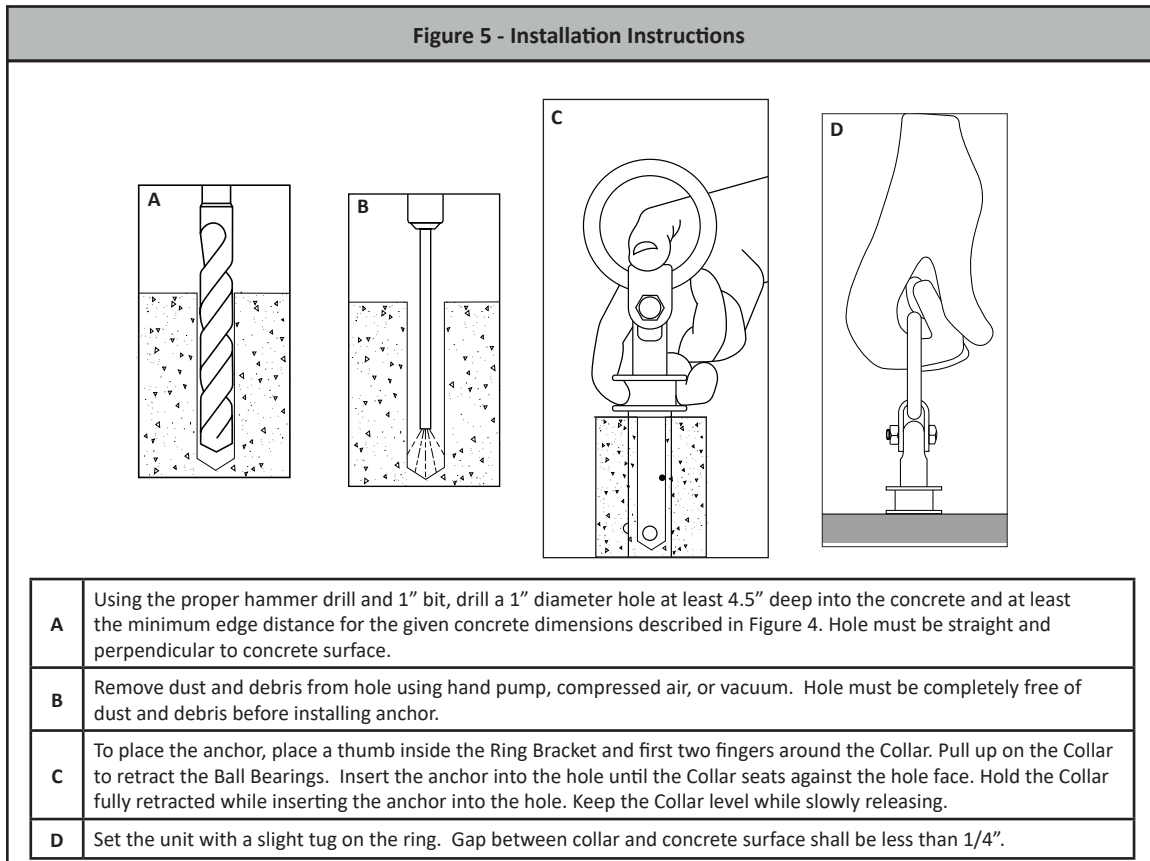 Figure 5 - Installation Instructions
C
D
A
B
A
Using the proper hammer drill and 1” bit, drill a 1” diameter hole at least 4.5” deep into the concrete and at least
the minimum edge distance for the given concrete dimensions described in Figure 4. Hole must be straight and
perpendicular to concrete surface.
B
Remove dust and debris from hole using hand pump, compressed air, or vacuum.  Hole must be completely free of
dust and debris before installing anchor.
C
To place the anchor, place a thumb inside the Ring Bracket and first two fingers around the Collar. Pull up on the Collar
to retract the Ball Bearings.  Insert the anchor into the hole until the Collar seats against the hole face. Hold the Collar
fully retracted while inserting the anchor into the hole. Keep the Collar level while slowly releasing.
D
Set the unit with a slight tug on the ring.  Gap between collar and concrete surface shall be less than 1/4”.